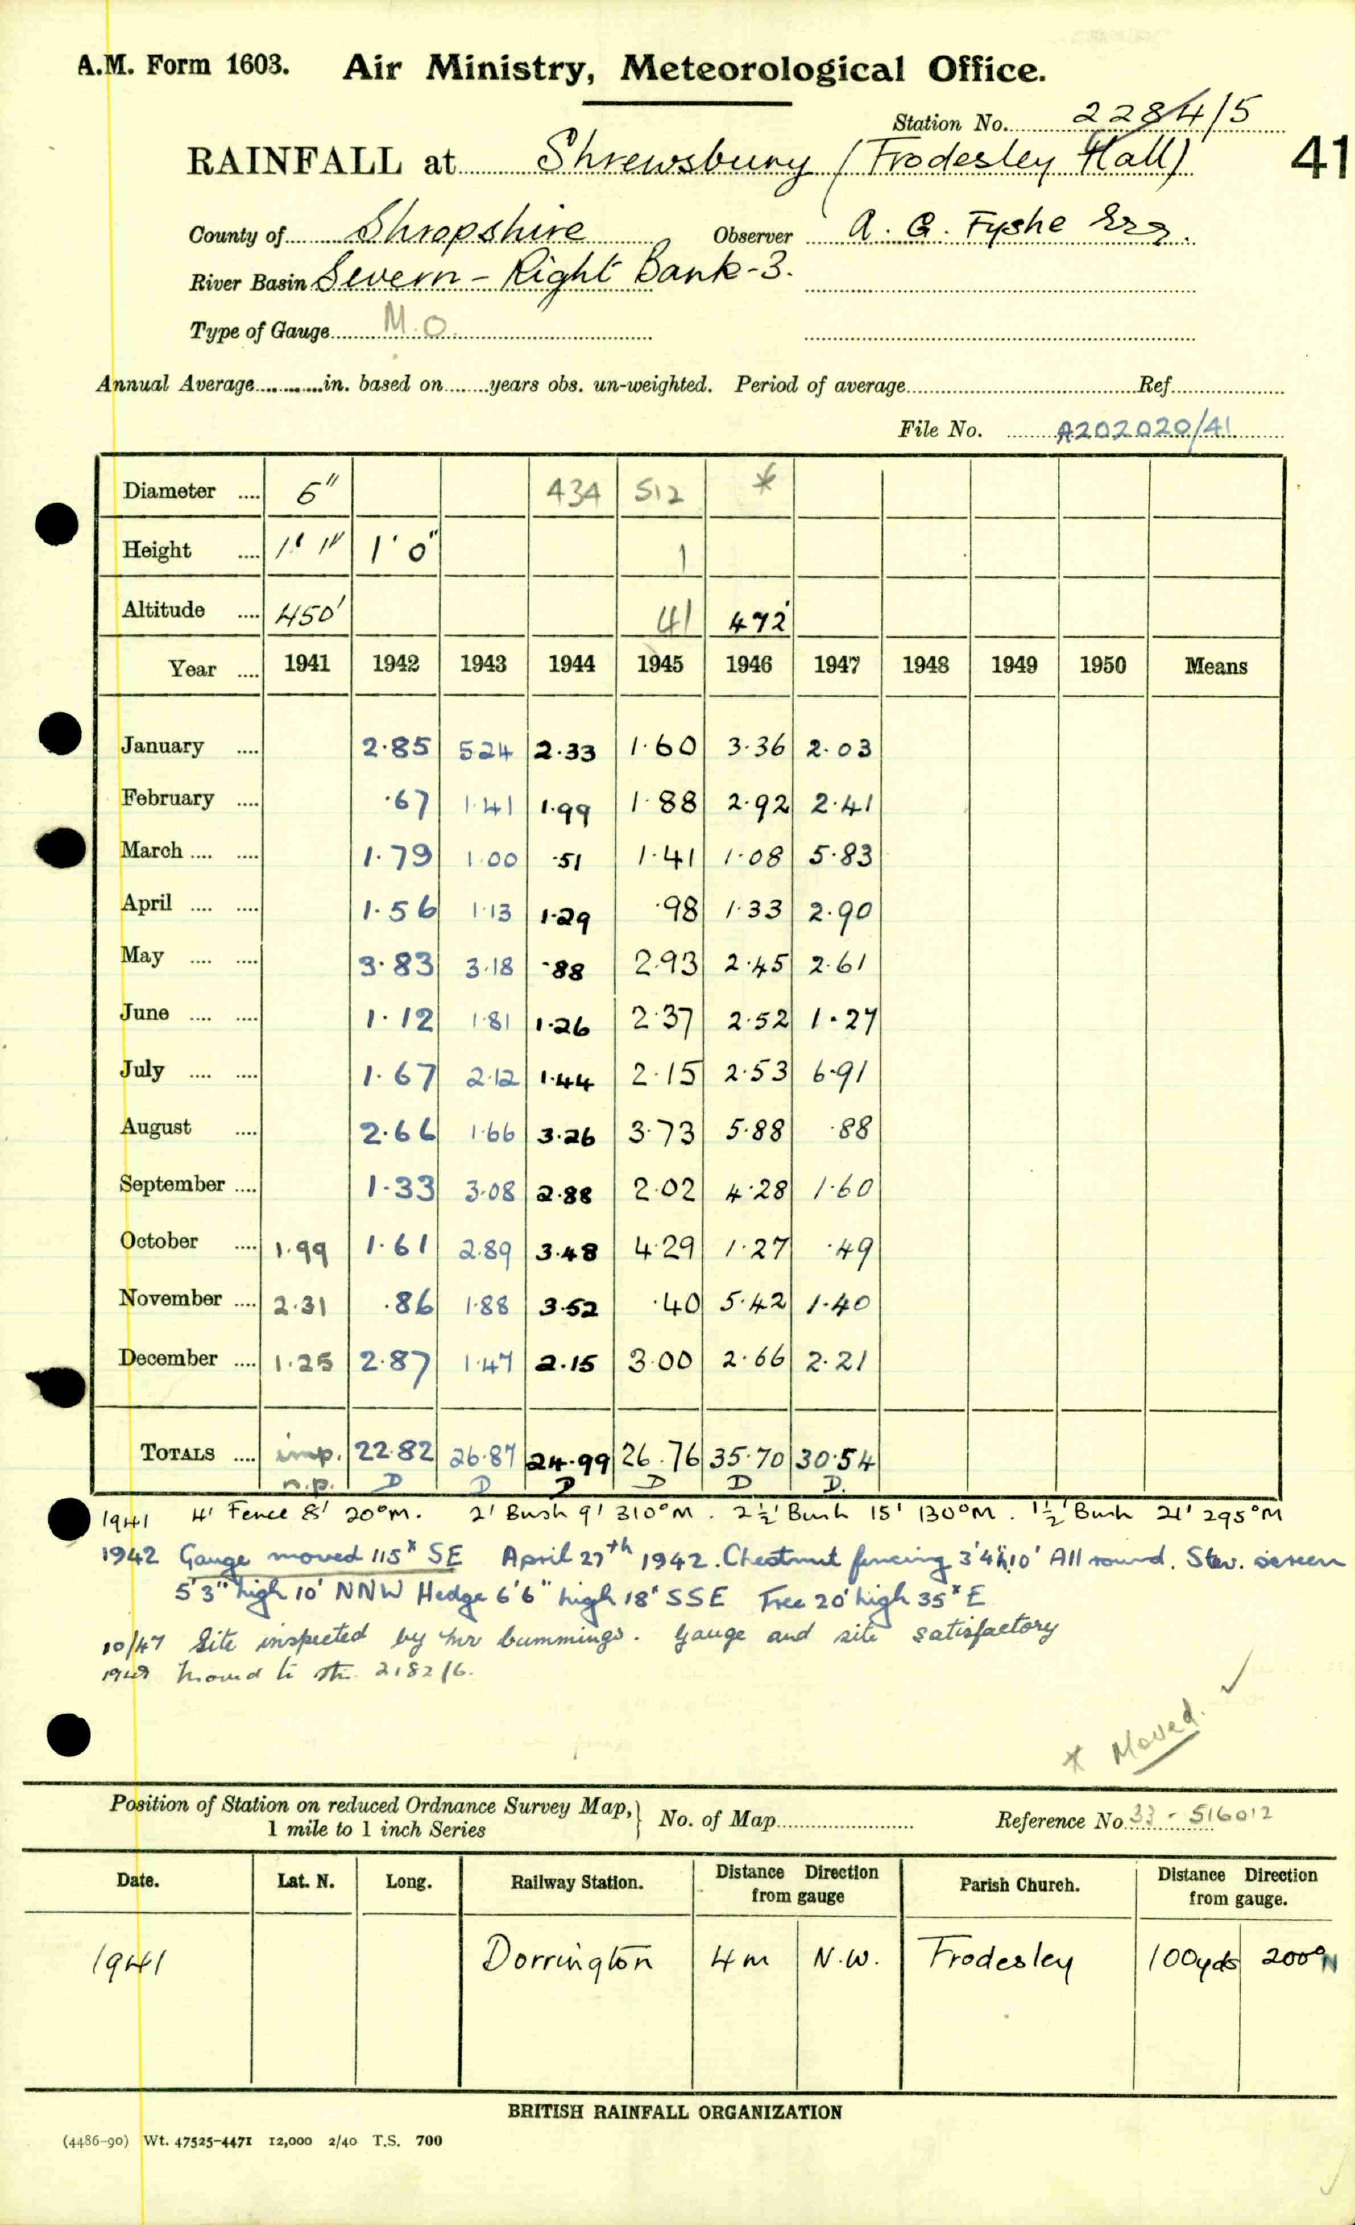 A.M. Form 1603. Air Ministry, Meteorological Office.
Station No. 2284/5
RAINFALL at Shrewsbury (Frodesley Hall) 41
County of Shropshire Observer A. G. Fyshe Esq.
River Basin Severn - Right Bank - 3.
Type of Gauge M.O.
Annual Average in. based on years obs. un-weighted. Period of average Ref.
File No. A202020/41
Diameter 5" 434 512 *
Height 1' 1" 1' 0" 1
Altitude 450' 41 472'
Year 1941 1942 1943 1944 1945 1946 1947 1948 1949 1950 Means
January 2.85 5.24 2.33 1.60 3.36 2.03
February .67 1.41 1.99 1.88 2.92 2.41
March 1.79 1.00 .51 1.41 1.08 5.83
April 1.56 1.13 1.29 .98 1.33 2.90
May 3.83 3.18 .88 2.93 2.45 2.61
June 1.12 1.81 1.26 2.37 2.52 1.27
July 1.67 2.12 1.44 2.15 2.53 6.91
August 2.66 1.66 3.26 3.73 5.88 .88
September 1.33 3.08 2.88 2.02 4.28 1.60
October 1.99 1.61 2.89 3.48 4.29 1.27 .49
November 2.31 .86 1.88 3.52 .40 5.42 1.40
December 1.25 2.87 1.47 2.15 3.00 2.66 2.21
TOTALS imp. 22.82 26.87 24.99 26.76 35.70 30.54
n.p. D D D D D D.
1941 4' Fence 8' 20°M. 2' Bush 9' 310°M. 2½' Bush 15' 130°M. 1½' Bush 21' 295°M
1942 Gauge moved 115x SE April 27th 1942. Chestnut fencing 3'4"h 10' All round. Stev. screen
5'3" high 10' NNW Hedge 6'6" high 18x SSE Tree 20' high 35x E
10/47 Site inspected by Mr Cummings. Gauge and site satisfactory
1948 Moved to stn. 2182/6.
* Moved. ✓
Position of Station on reduced Ordnance Survey Map, 1 mile to 1 inch Series } No. of Map Reference No. 33 - 516012
Date. Lat. N. Long. Railway Station. Distance Direction from gauge Parish Church. Distance Direction from gauge.
1941 Dorrington 4m N.W. Frodesley 100yds 200°N
BRITISH RAINFALL ORGANIZATION
(4486-90) Wt. 47525-4471 12,000 2/40 T.S. 700